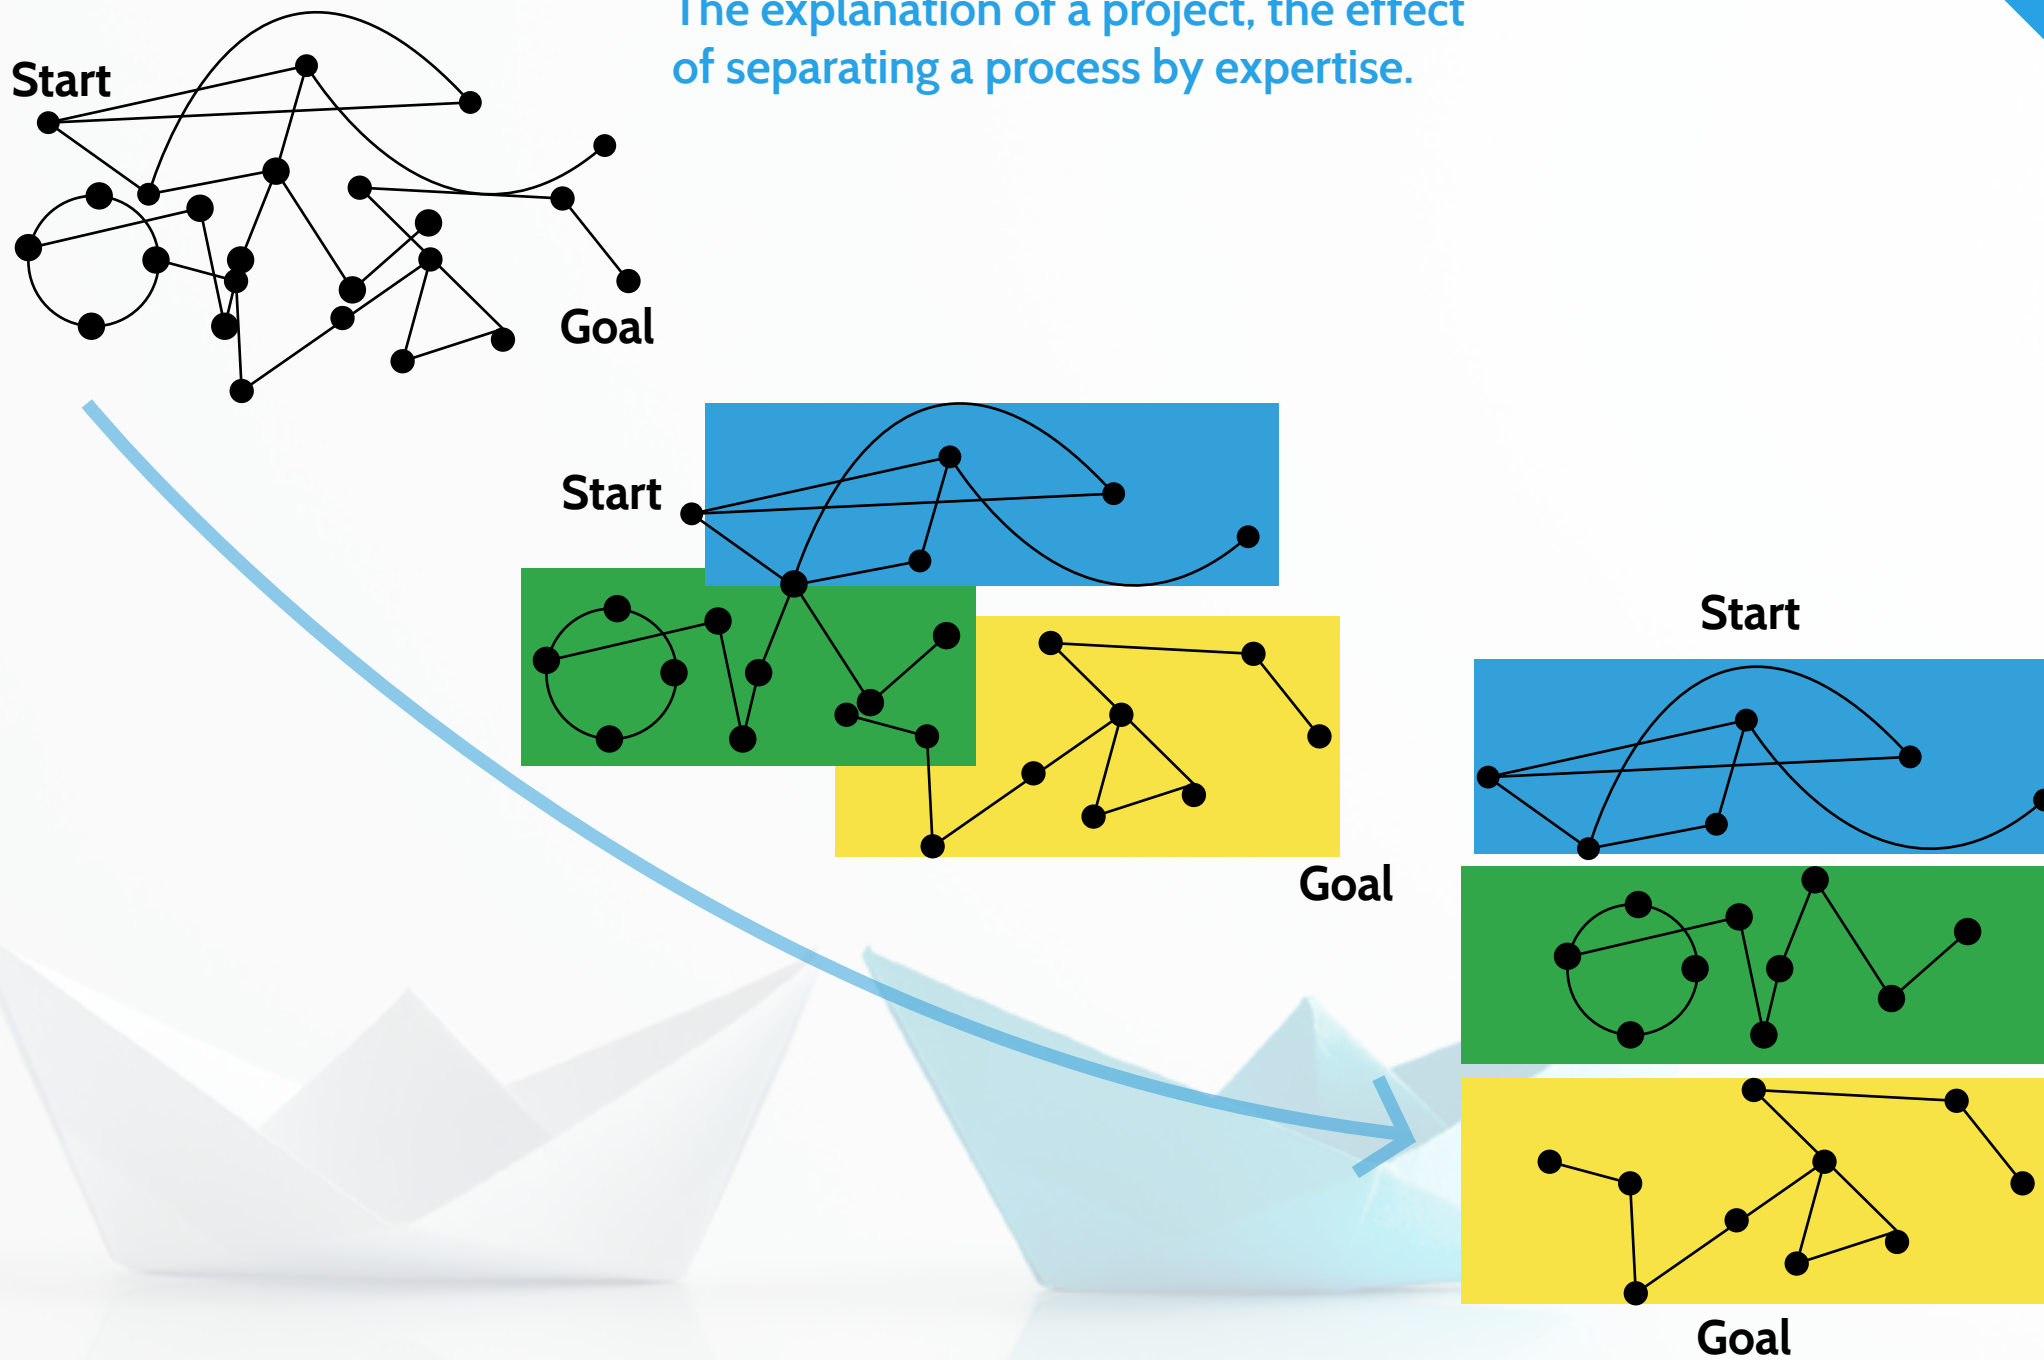 The explanation of a project, the effect
of separating a process by expertise.
Start
Goal
Start
Goal
Start
Goal